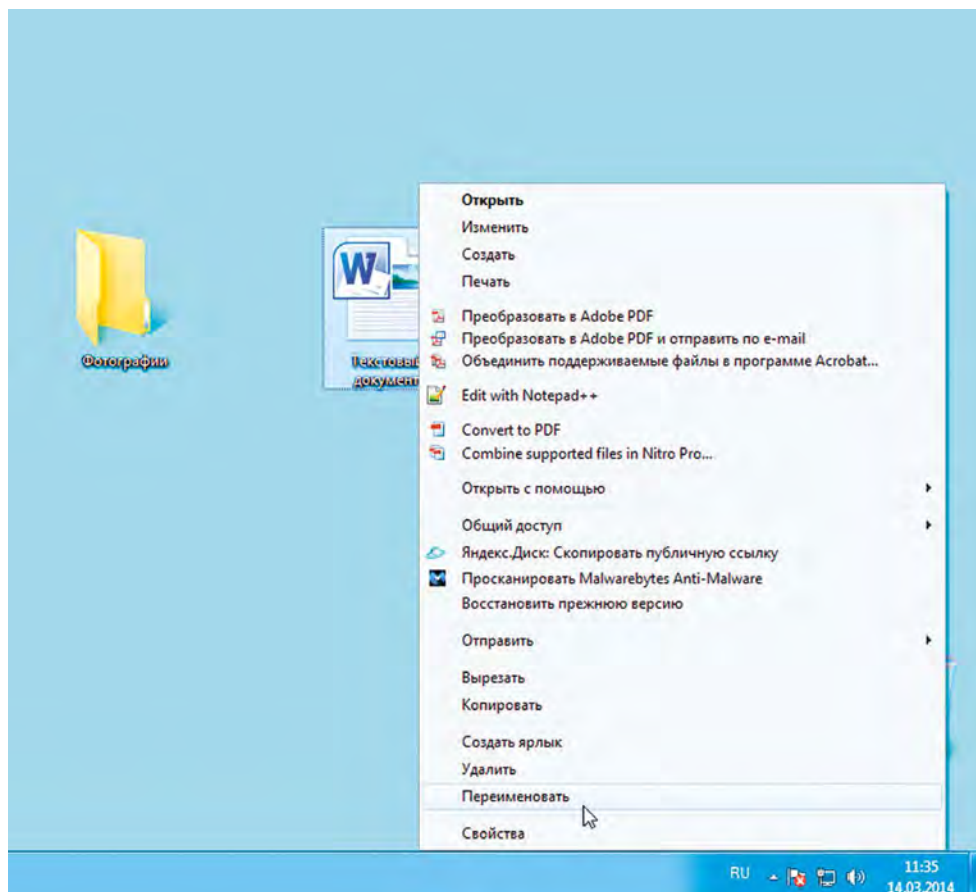 Открыть
Изменить
Создать
Печать
Преобразовать в Adobe PDF
Преобразовать в Adobe PDF и отправить по e-mail
Объединить поддерживаемые файлы в программе Acrobat...
Edit with Notepad++
Convert to PDF
Combine supported files in Nitro Pro...
Открыть с помощью
Общий доступ
Яндекс.Диск: Скопировать публичную ссылку
Просканировать Malwarebytes Anti-Malware
Восстановить прежнюю версию
Отправить
Вырезать
Копировать
Создать ярлык
Удалить
Переименовать
Свойства
Фотографии
Текстовый
документ
RU
11:35
14.03.2014